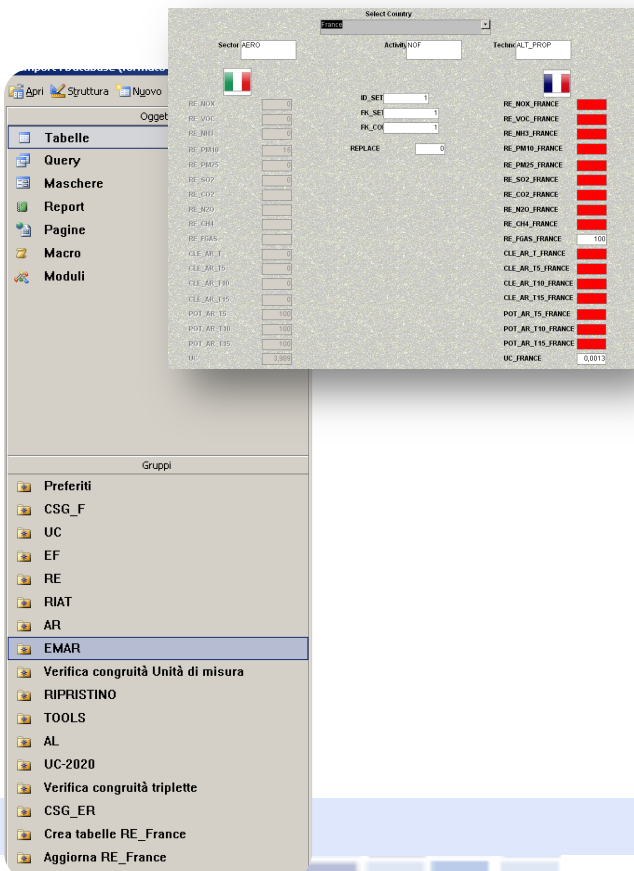 Select Country
France
Sector AERO
Activity NOF
Technc ALT_PROP
RE_NOX 0
RE_VOC 0
RE_NH3 0
RE_PM10 16
RE_PM25 0
RE_SO2 0
RE_CO2
RE_N2O
RE_CH4
RE_FGAS
CLE_AR_T 0
CLE_AR_T5 0
CLE_AR_T10 0
CLE_AR_T15 0
POT_AR_T5 100
POT_AR_T10 100
POT_AR_T15 100
UC
ID_SET 1
FK_SET 1
FK_CO 1
REPLACE 0
RE_NOX_FRANCE
RE_VOC_FRANCE
RE_NH3_FRANCE
RE_PM10_FRANCE
RE_PM25_FRANCE
RE_SO2_FRANCE
RE_CO2_FRANCE
RE_N2O_FRANCE
RE_CH4_FRANCE
RE_FGAS_FRANCE 100
CLE_AR_T_FRANCE
CLE_AR_T5_FRANCE
CLE_AR_T10_FRANCE
CLE_AR_T15_FRANCE
POT_AR_T5_FRANCE
POT_AR_T10_FRANCE
POT_AR_T15_FRANCE
UC_FRANCE 0,0013
Apri Struttura Nuovo
Ogget
Tabelle
Query
Maschere
Report
Pagine
Macro
Moduli
Gruppi
Preferiti
CSG_F
UC
EF
RE
RIAT
AR
EMAR
Verifica congruità Unità di misura
RIPRISTINO
TOOLS
AL
UC-2020
Verifica congruità triplette
CSG_ER
Crea tabelle RE_France
Aggiorna RE_France